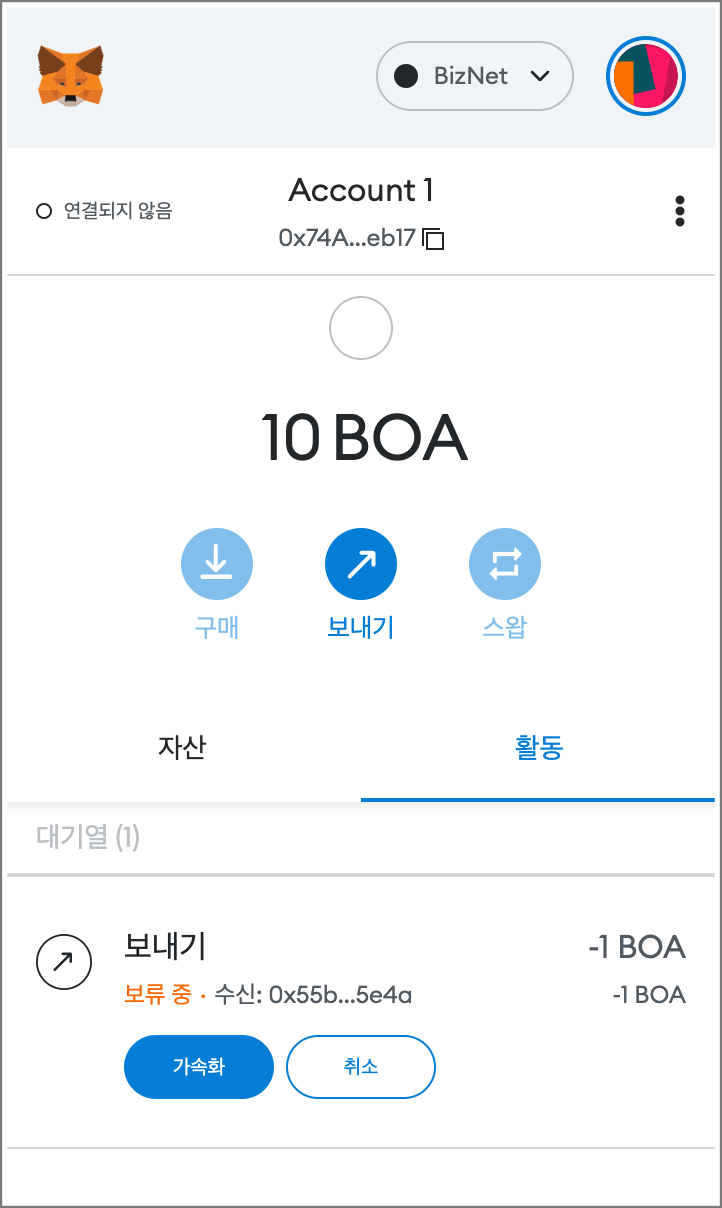 BizNet
연결되지 않음
Account 1
0x74A...eb17
10 BOA
구매
보내기
스왑
자산
활동
대기열 (1)
보내기
-1 BOA
보류 중 · 수신: 0x55b...5e4a
-1 BOA
가속화
취소